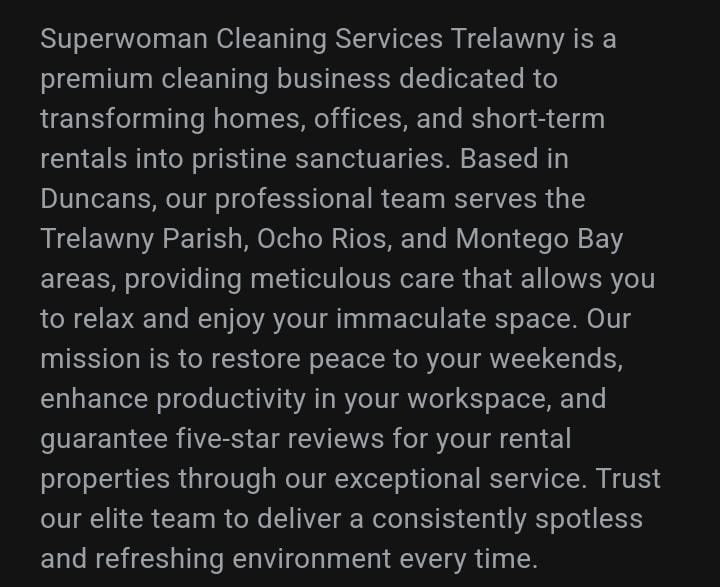 Superwoman Cleaning Services Trelawny is a
premium cleaning business dedicated to
transforming homes, offices, and short-term
rentals into pristine sanctuaries. Based in
Duncans, our professional team serves the
Trelawny Parish, Ocho Rios, and Montego Bay
areas, providing meticulous care that allows you
to relax and enjoy your immaculate space. Our
mission is to restore peace to your weekends,
enhance productivity in your workspace, and
guarantee five-star reviews for your rental
properties through our exceptional service. Trust
our elite team to deliver a consistently spotless
and refreshing environment every time.